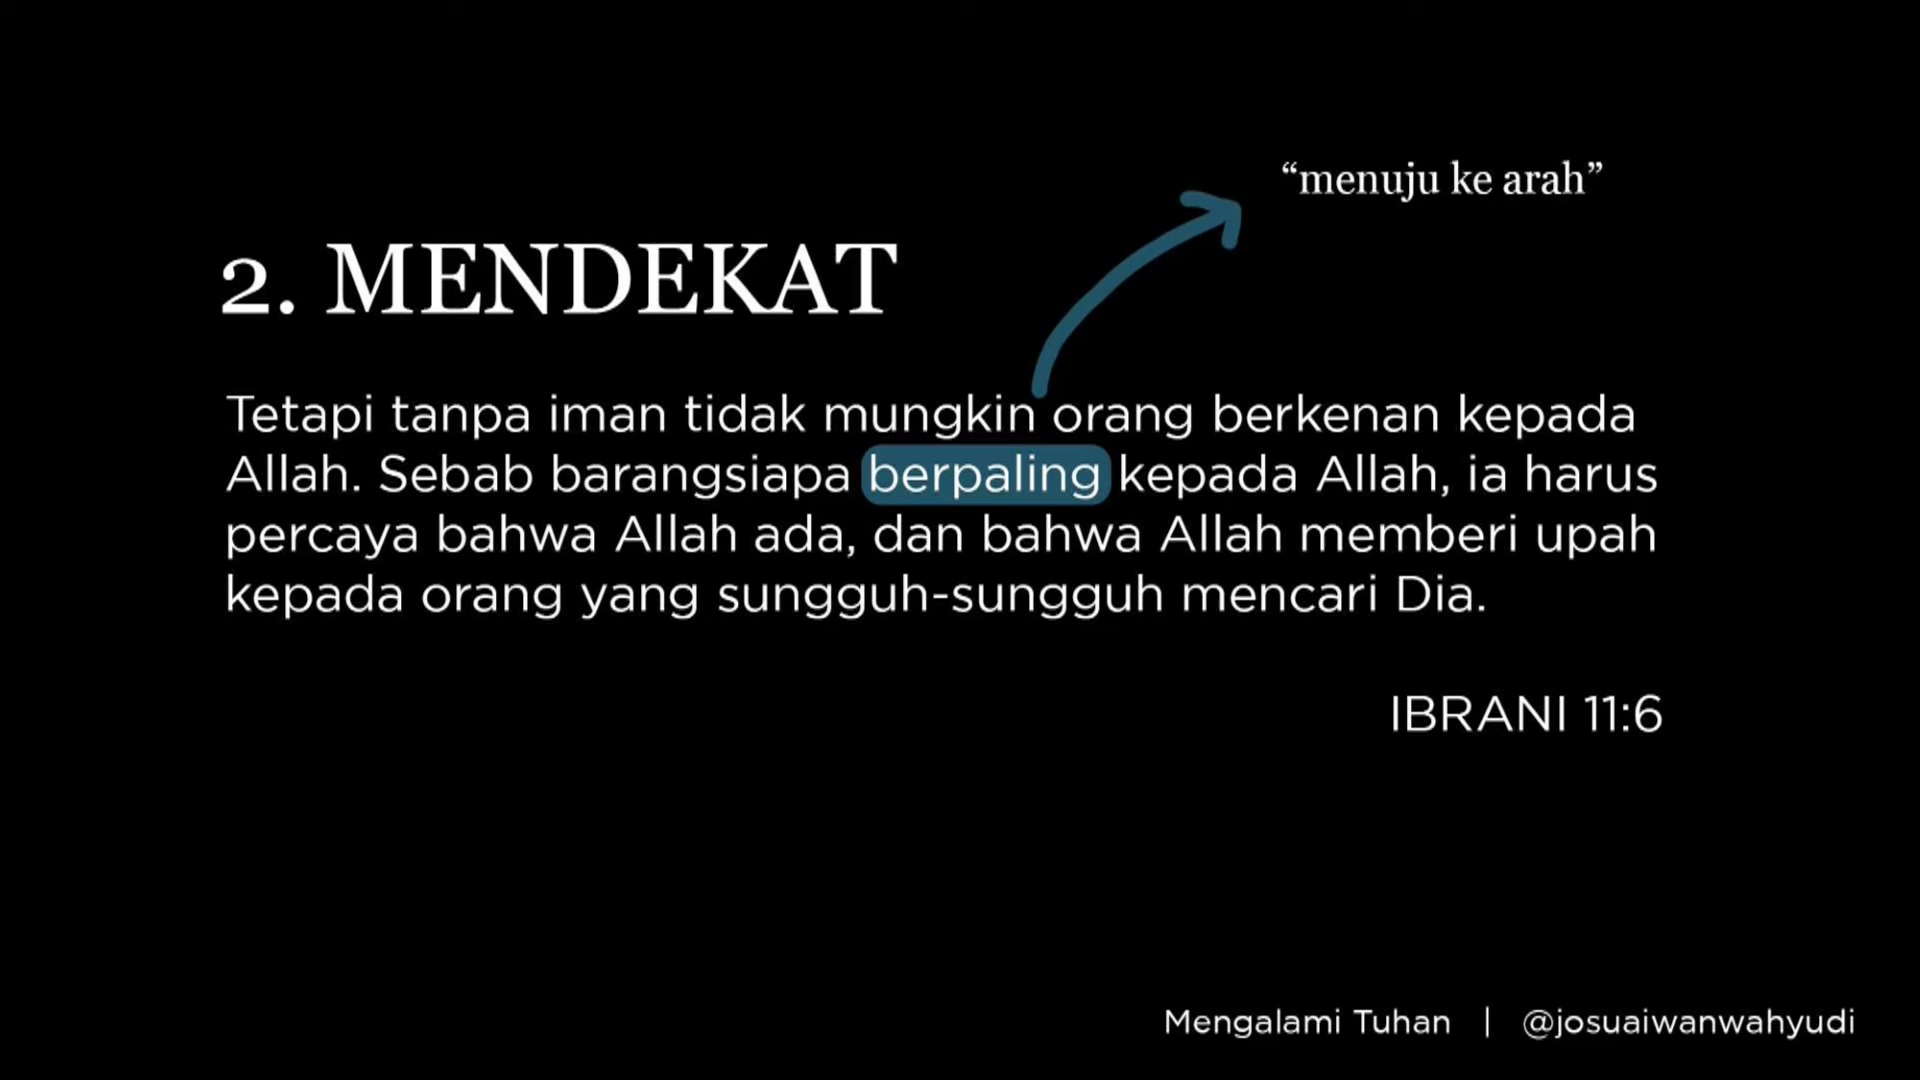 “menuju ke arah”
2. MENDEKAT
Tetapi tanpa iman tidak mungkin orang berkenan kepada
Allah. Sebab barangsiapa berpaling kepada Allah, ia harus
percaya bahwa Allah ada, dan bahwa Allah memberi upah
kepada orang yang sungguh-sungguh mencari Dia.
IBRANI 11:6
Mengalami Tuhan | @josuaiwanwahyudi